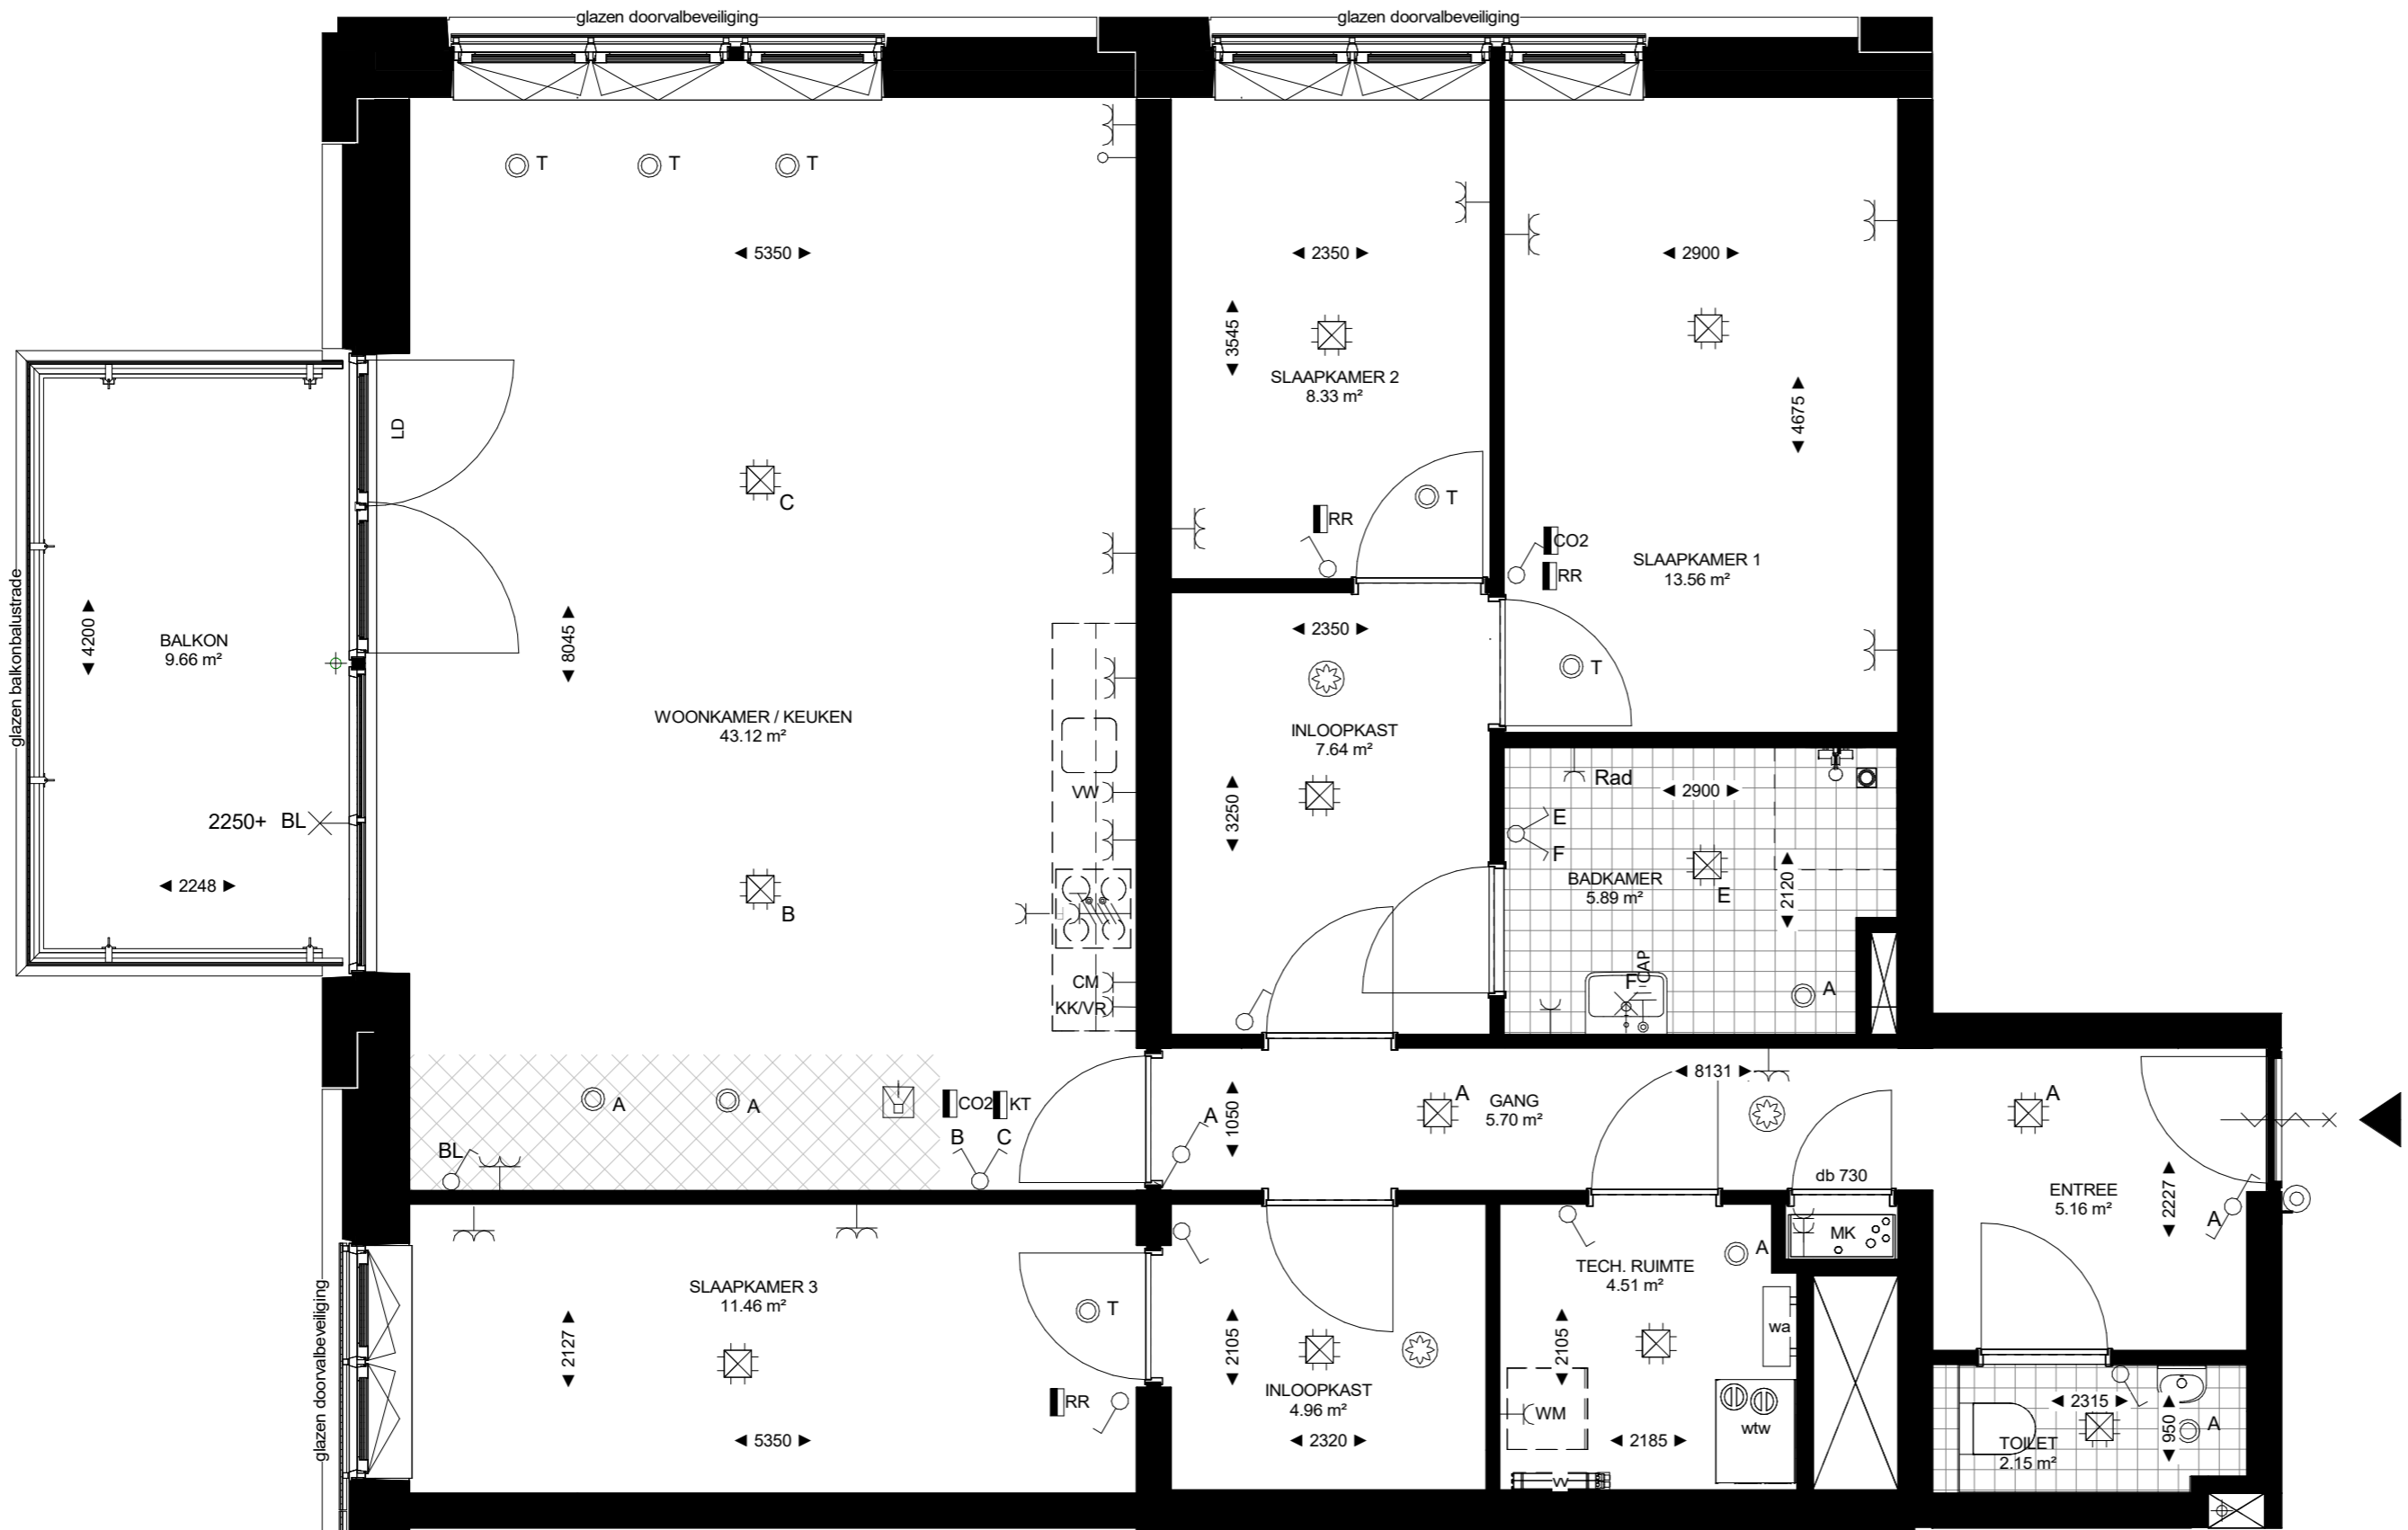 glazen doorvalbeveiliging
glazen doorvalbeveiliging
T
T
T
5350
2350
2900
3545
SLAAPKAMER 2
8.33 m²
4675
LD
C
T
RR
CO2
RR
SLAAPKAMER 1
13.56 m²
glazen balkonbalustrade
4200
BALKON
9.66 m²
8045
2350
T
WOONKAMER / KEUKEN
43.12 m²
INLOOPKAST
7.64 m²
VW
3250
Rad
2900
E
F
2250+ BL
2248
B
BADKAMER
5.89 m²
E
2120
CM
KK/VR
F
CAP
A
A
A
CO2
KT
B
C
BL
A
1050
A
GANG
5.70 m²
8131
A
db 730
ENTREE
5.16 m²
2227
A
MK
glazen doorvalbeveiliging
SLAAPKAMER 3
11.46 m²
2127
T
RR
5350
2105
INLOOPKAST
4.96 m²
2320
TECH. RUIMTE
4.51 m²
A
2105
wa
WM
wtw
2185
VV
2315
950
A
TOILET
2.15 m²